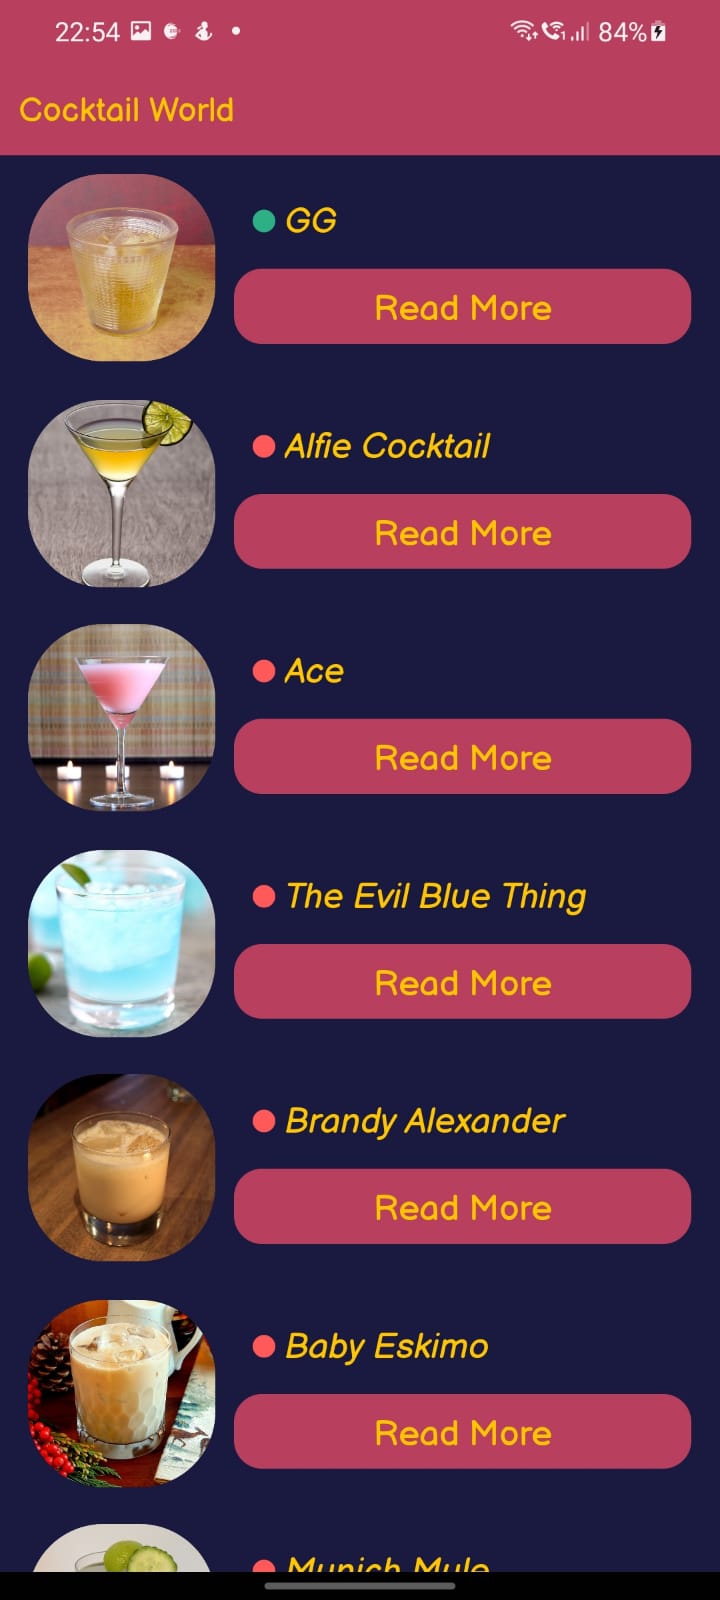 22:54 84%
Cocktail World
GG
Read More
Alfie Cocktail
Read More
Ace
Read More
The Evil Blue Thing
Read More
Brandy Alexander
Read More
Baby Eskimo
Read More
Munich Mule